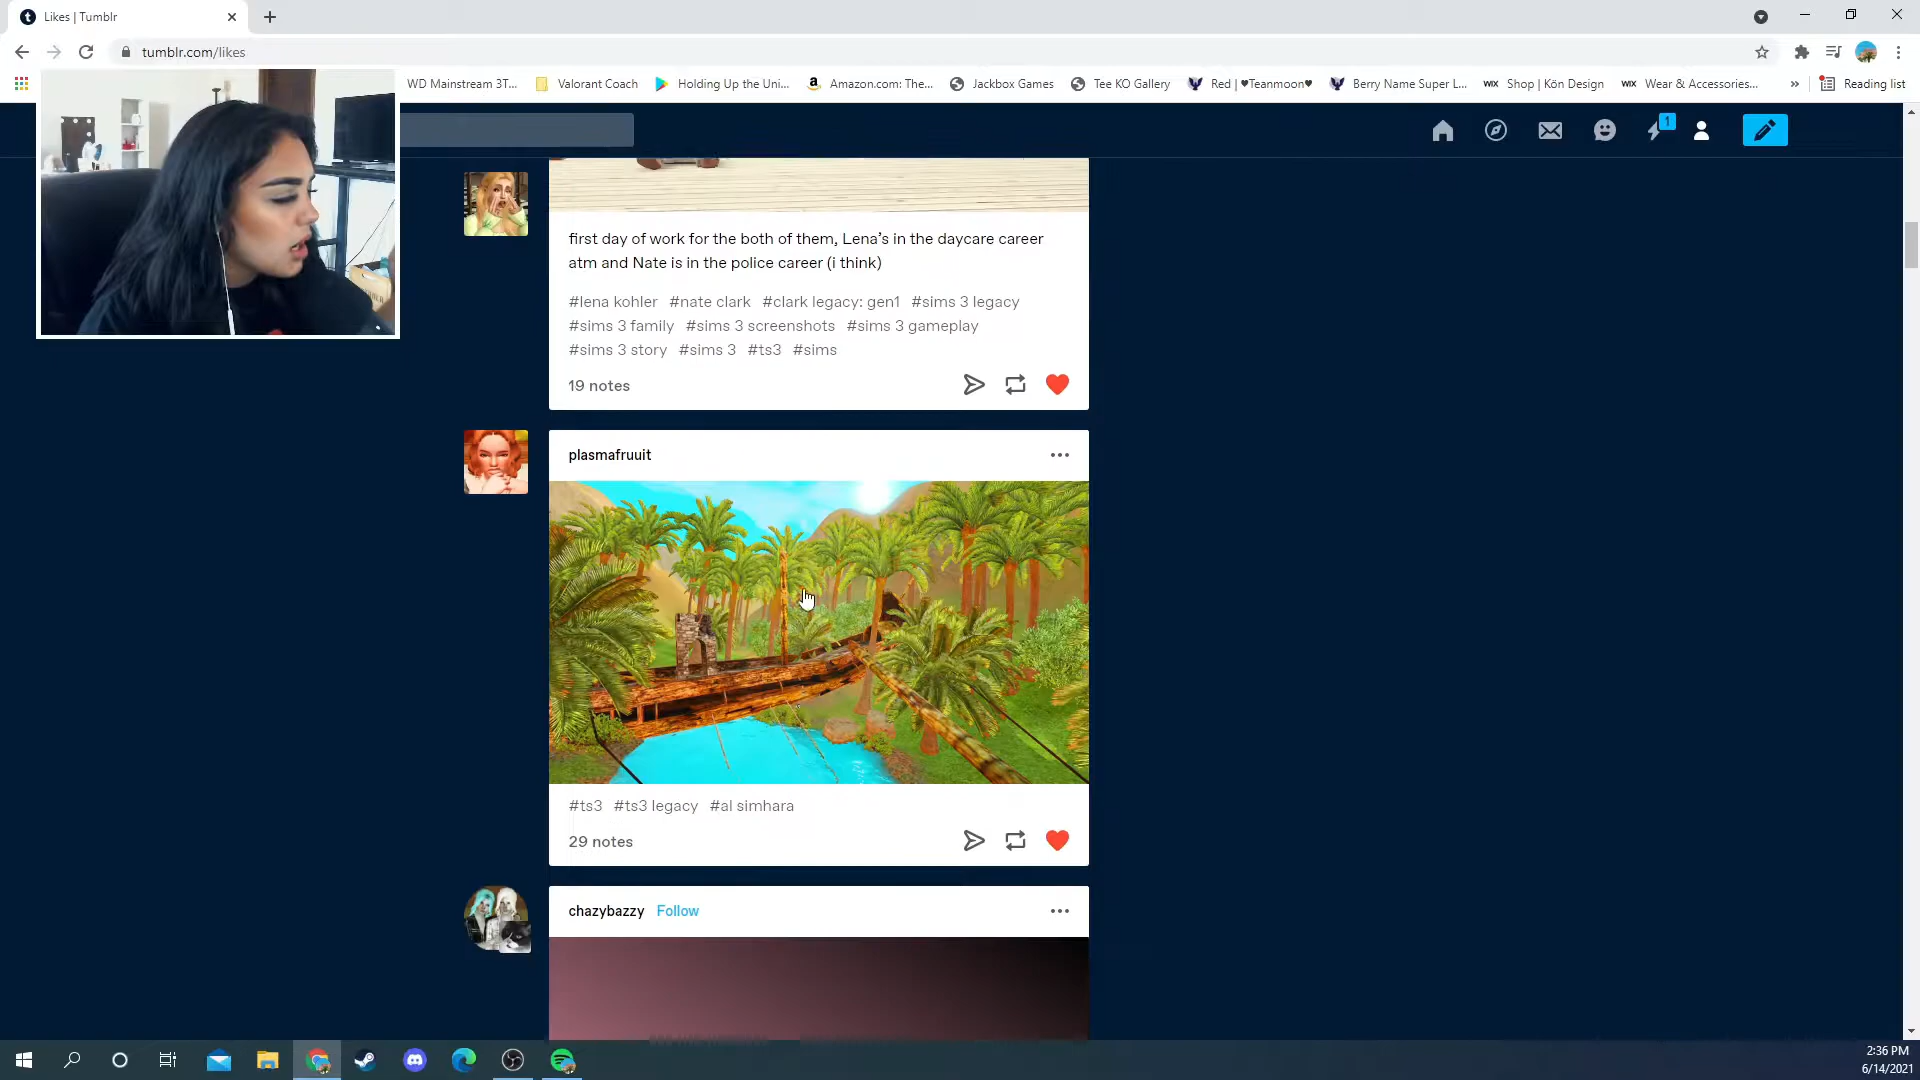 Likes | Tumblr
tumblr.com/likes
WD Mainstream 3T...
Valorant Coach
Holding Up the Uni...
Amazon.com: The...
Jackbox Games
Tee KO Gallery
Red | ♥Teanmoon♥
Berry Name Super L...
WIX Shop | Kön Design
WIX Wear & Accessories...
»
Reading list
1
first day of work for the both of them, Lena's in the daycare career
atm and Nate is in the police career (i think)
#lena kohler #nate clark #clark legacy: gen1 #sims 3 legacy
#sims 3 family #sims 3 screenshots #sims 3 gameplay
#sims 3 story #sims 3 #ts3 #sims
19 notes
plasmafruuit
#ts3 #ts3 legacy #al simhara
29 notes
chazybazzy Follow
2:36 PM
6/14/2021